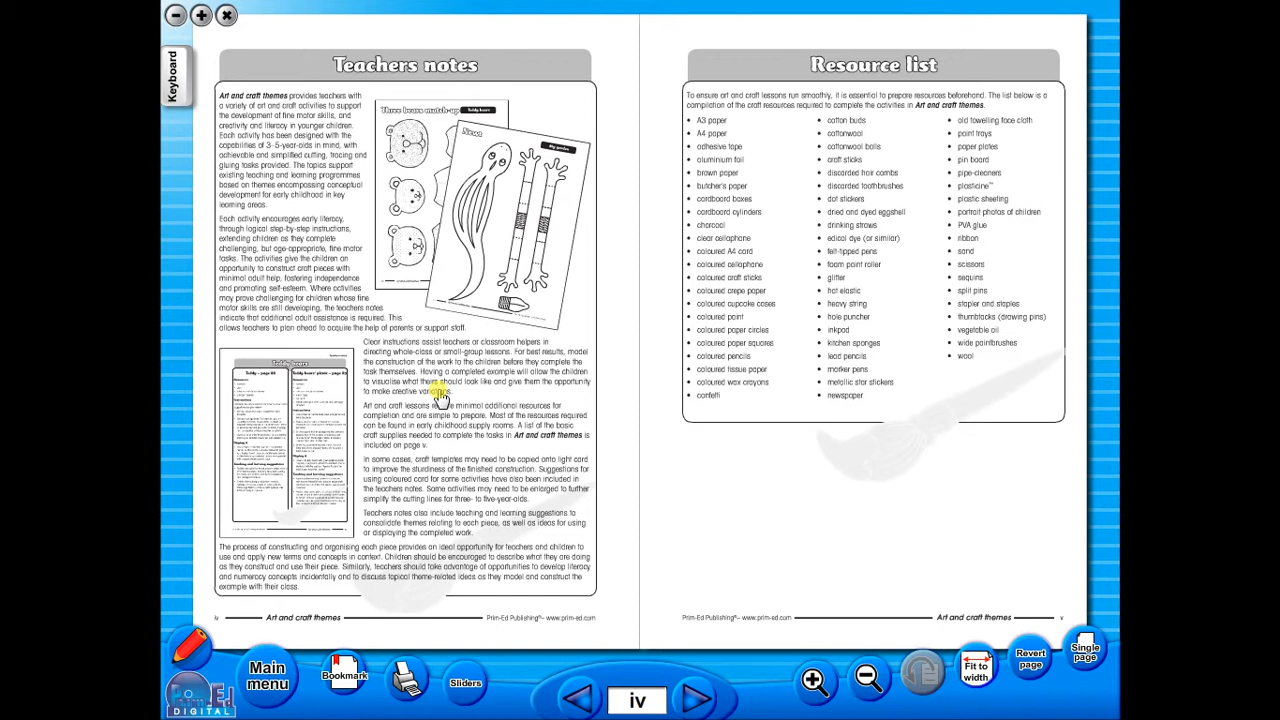 Keyboard
Teachers notes
Art and craft themes provides teachers with
a variety of art and craft activities to support
the development of fine motor skills, and
creativity and literacy in younger children.
Each activity has been designed with the
capabilities of 3-5-year-olds in mind, with
achievable and simplified cutting, tracing and
gluing tasks provided. The topics support
existing teaching and learning programmes
based on themes encompassing conceptual
development for early childhood in key
learning areas.
Each activity encourages early literacy,
through logical step-by-step instructions,
extending children as they complete
challenging, but age-appropriate, fine motor
tasks. The activities give the children an
opportunity to construct craft pieces with
minimal adult help, fostering independence
and promoting self-esteem. Where activities
may prove challenging for children whose fine
motor skills are still developing, the teachers notes
indicate that additional adult assistance is required. This
allows teachers to plan ahead to acquire the help of parents or support staff.
Three bears match-up
Teddy bears
Newt
My garden
Clear instructions assist teachers or classroom helpers in
directing whole-class or small-group lessons. For best results, model
the construction of the work to the children before they complete the
task themselves. Having a completed example will allow the children
to visualise what theirs should look like and give them the opportunity
to make creative variations.
Art and craft lessons require minimal additional resources for
completion and are simple to prepare. Most of the resources required
can be found in early childhood supply rooms. A list of the basic
craft supplies needed to complete the tasks in Art and craft themes is
included on page v.
In some cases, craft templates may need to be copied onto light card
to improve the sturdiness of the finished construction. Suggestions for
using coloured card for some activities have also been included in
the teachers notes. Some activities may need to be enlarged to further
simplify the cutting lines for three- to five-year-olds.
Teachers notes also include teaching and learning suggestions to
consolidate themes relating to each piece, as well as ideas for using
or displaying the completed work.
Teddy bears
The process of constructing and organising each piece provides an ideal opportunity for teachers and children to
use and apply new terms and concepts in context. Children should be encouraged to describe what they are doing
as they construct and use their piece. Similarly, teachers should take advantage of opportunities to develop literacy
and numeracy concepts incidentally and to discuss topical theme-related ideas as they model and construct the
example with their class.
iv Art and craft themes Prim-Ed Publishing®– www.prim-ed.com
Resource list
To ensure art and craft lessons run smoothly, it is essential to prepare resources beforehand. The list below is a
compilation of the craft resources required to complete the activities in Art and craft themes.
• A3 paper
• A4 paper
• adhesive tape
• aluminium foil
• brown paper
• butcher's paper
• cardboard boxes
• cardboard cylinders
• charcoal
• clear cellophane
• coloured A4 card
• coloured cellophane
• coloured craft sticks
• coloured crepe paper
• coloured cupcake cases
• coloured paint
• coloured paper circles
• coloured paper squares
• coloured pencils
• coloured tissue paper
• coloured wax crayons
• confetti
• cotton buds
• cottonwool
• cottonwool balls
• craft sticks
• discarded hair combs
• discarded toothbrushes
• dot stickers
• dried and dyed eggshell
• drinking straws
• edicol dye (or similar)
• felt-tipped pens
• foam paint roller
• glitter
• hat elastic
• heavy string
• hole puncher
• inkpad
• kitchen sponges
• lead pencils
• marker pens
• metallic star stickers
• newspaper
• old towelling face cloth
• paint trays
• paper plates
• pin board
• pipe-cleaners
• plasticine™
• plastic sheeting
• portrait photos of children
• PVA glue
• ribbon
• sand
• scissors
• sequins
• split pins
• stapler and staples
• thumbtacks (drawing pins)
• vegetable oil
• wide paintbrushes
• wool
Prim-Ed Publishing®– www.prim-ed.com Art and craft themes v
Prim-Ed
DIGITAL
Main
menu
Bookmark
Sliders
iv
Fit to
width
Revert
page
Single
page